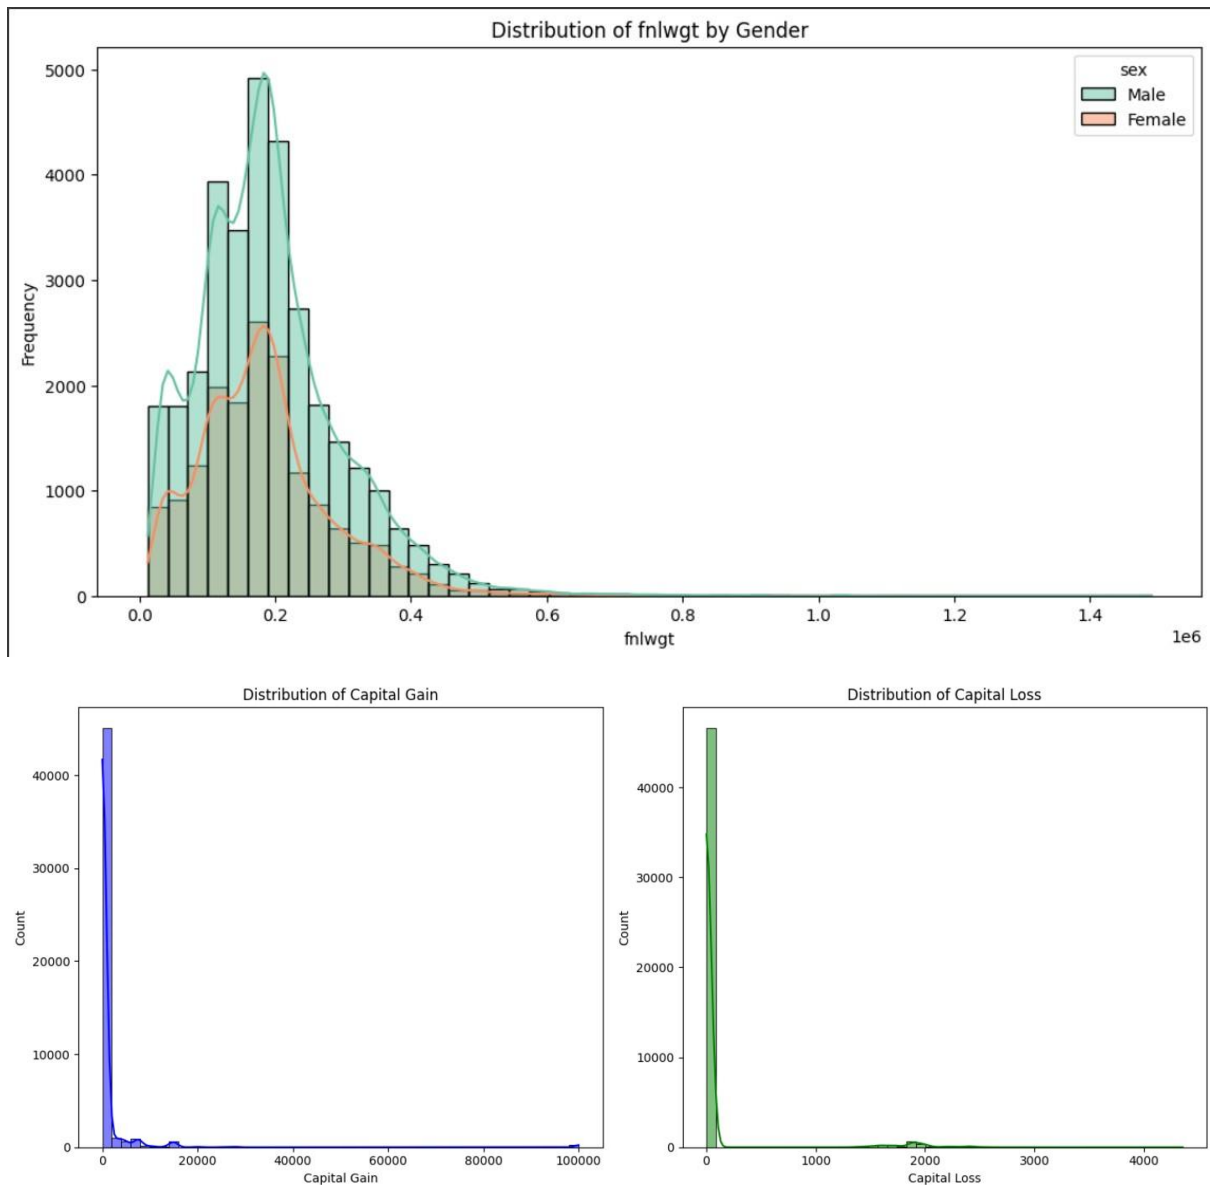 Distribution of fnlwgt by Gender
sex
Male
Female
5000
4000
3000
2000
1000
0
Frequency
0.0 0.2 0.4 0.6 0.8 1.0 1.2 1.4
1e6
fnlwgt
Distribution of Capital Gain
40000
30000
20000
10000
0
Count
0 20000 40000 60000 80000 100000
Capital Gain
Distribution of Capital Loss
40000
30000
20000
10000
0
Count
0 1000 2000 3000 4000
Capital Loss